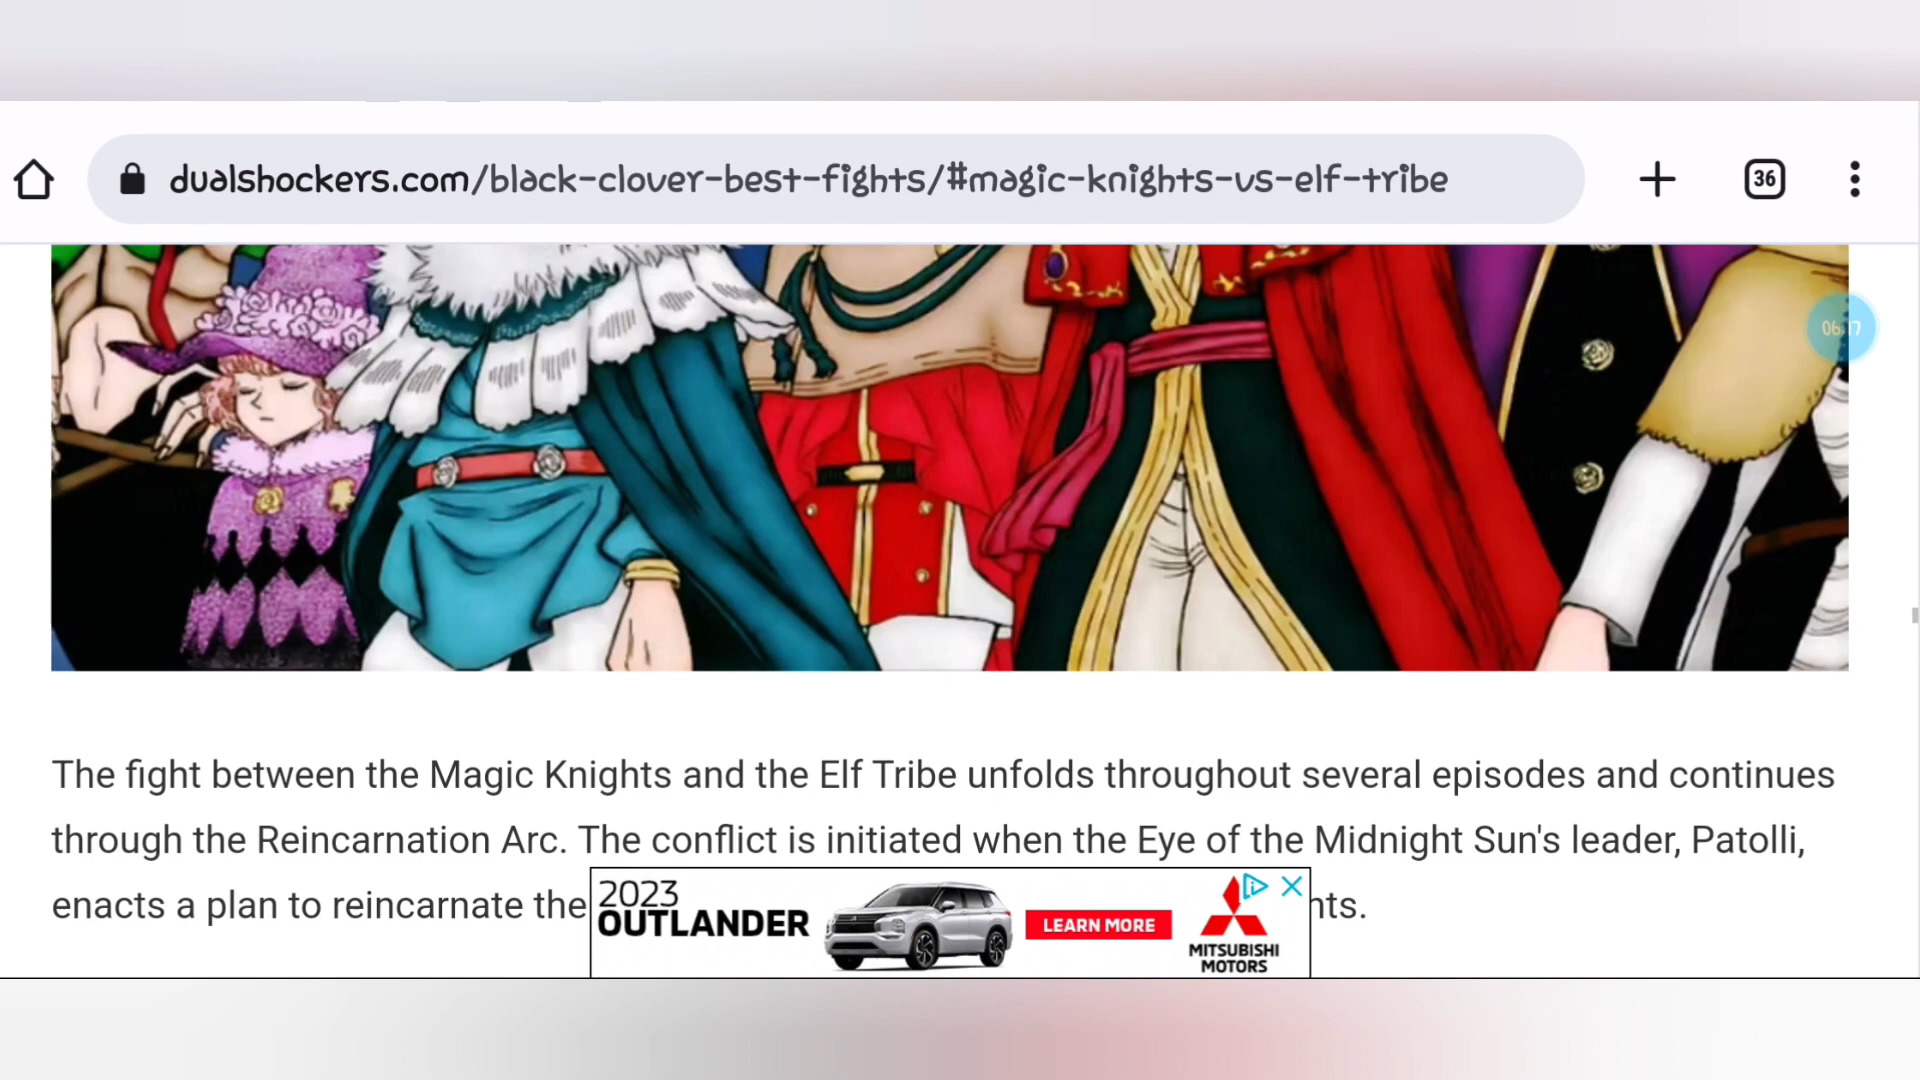 dualshockers.com/black-clover-best-fights/#magic-knights-vs-elf-tribe
36
06:17
The fight between the Magic Knights and the Elf Tribe unfolds throughout several episodes and continues
through the Reincarnation Arc. The conflict is initiated when the Eye of the Midnight Sun's leader, Patolli,
enacts a plan to reincarnate the
nts.
2023
OUTLANDER
LEARN MORE
MITSUBISHI
MOTORS